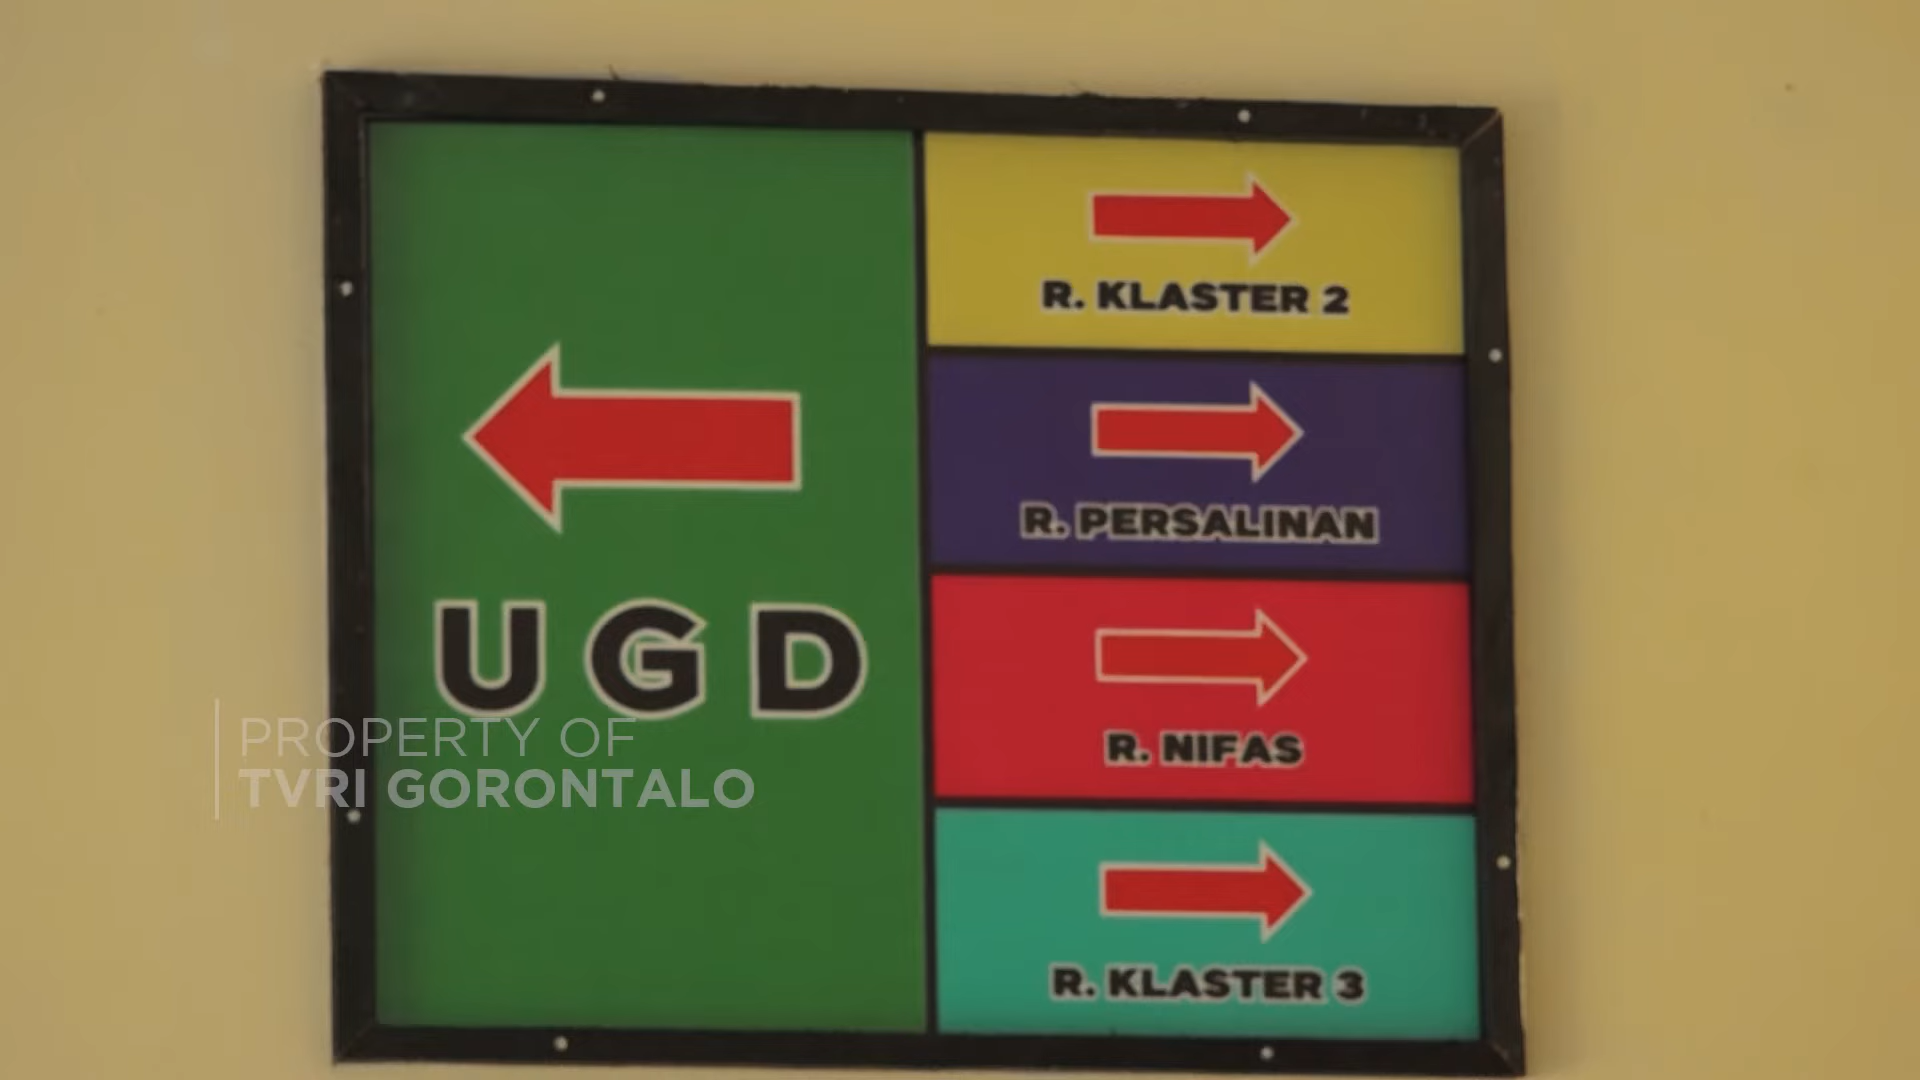 UGD
R. KLASTER 2
R. PERSALINAN
R. NIFAS
R. KLASTER 3
PROPERTY OF
TVRI GORONTALO